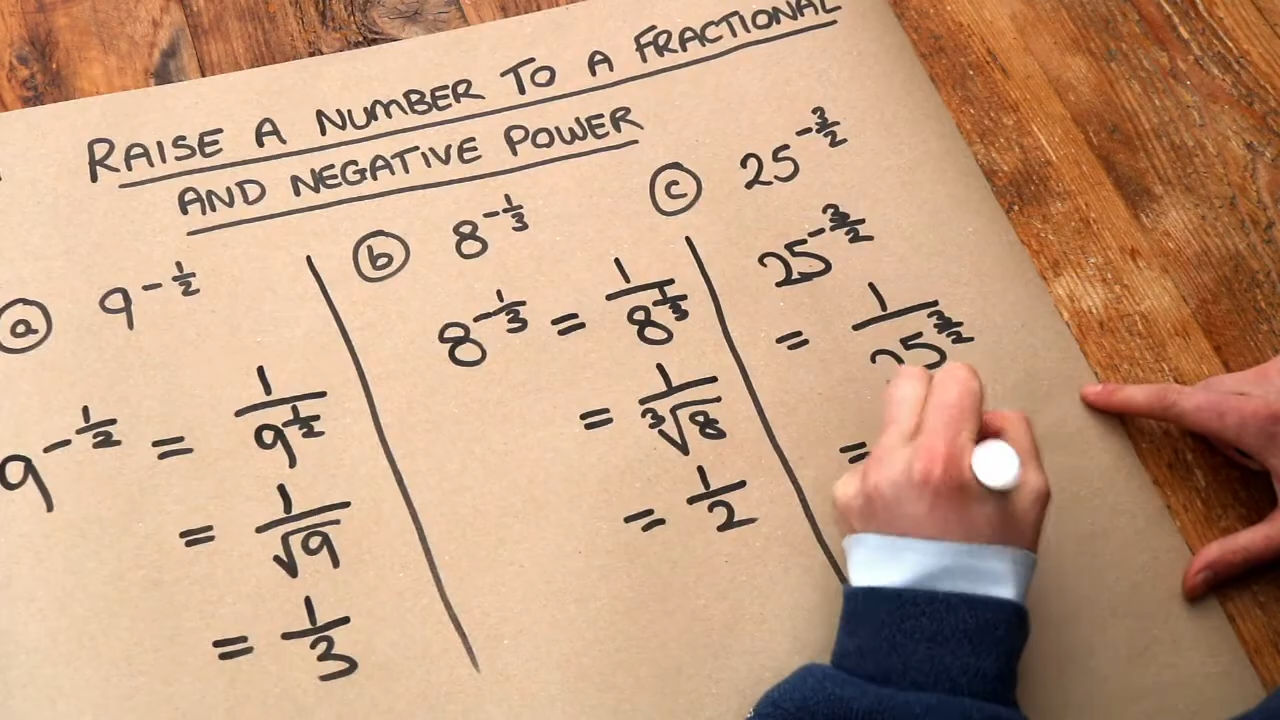 RAISE A NUMBER TO A FRACTIONAL
AND NEGATIVE POWER
(a) 9^{-1/2}
9^{-1/2} = 1/9^{1/2}
= 1/√9
= 1/3
(b) 8^{-1/3}
8^{-1/3} = 1/8^{1/3}
= 1/∛8
= 1/2
(c) 25^{-3/2}
25^{-3/2}
= 1/25^{3/2}
=